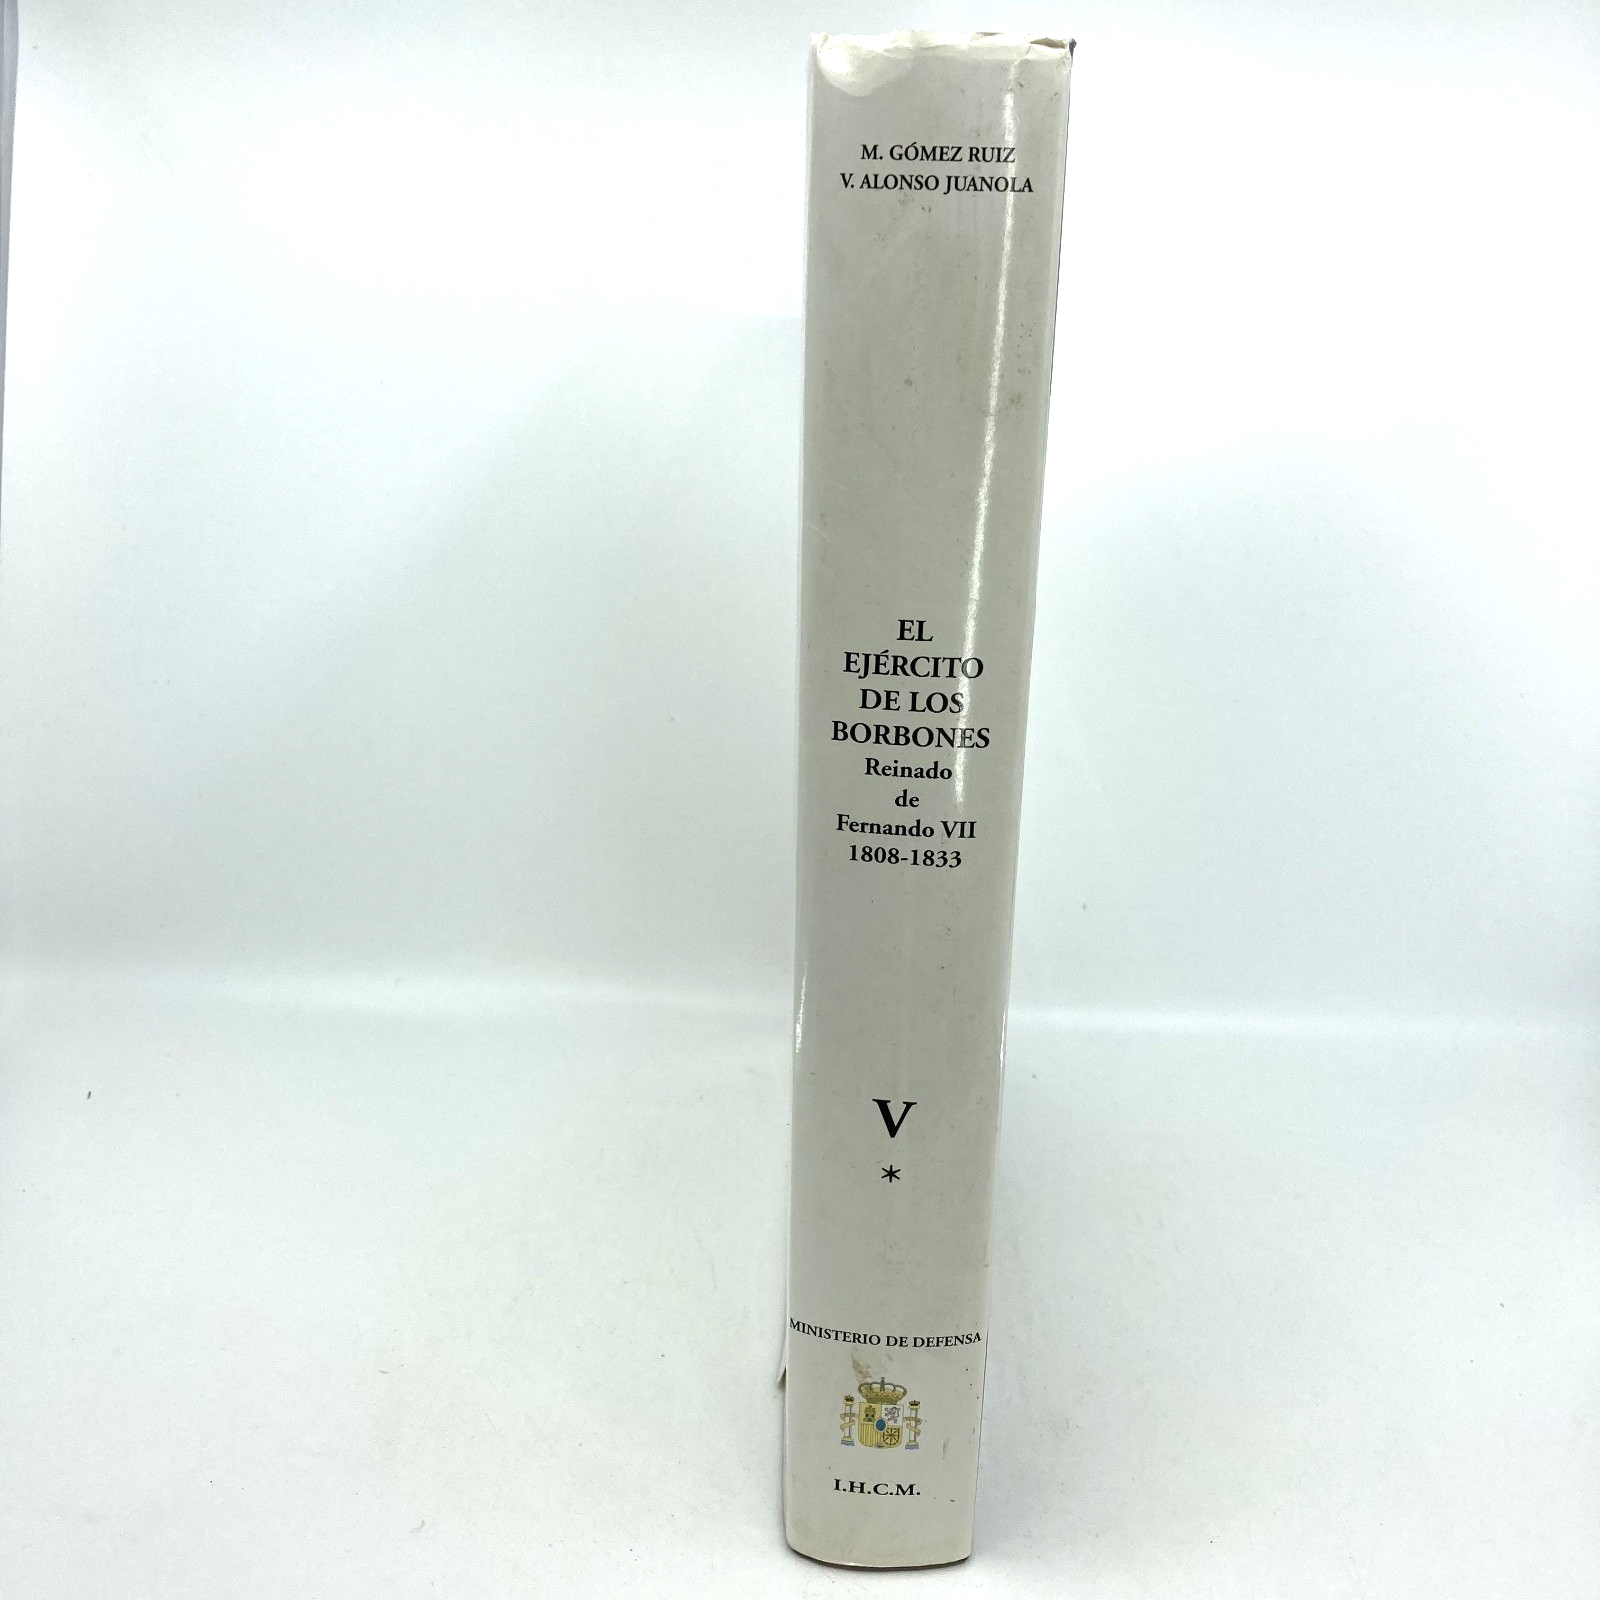 M. GÓMEZ RUIZ
V. ALONSO JUANOLA
EL
EJÉRCITO
DE LOS
BORBONES
Reinado
de
Fernando VII
1808-1833
V
*
MINISTERIO DE DEFENSA
I.H.C.M.